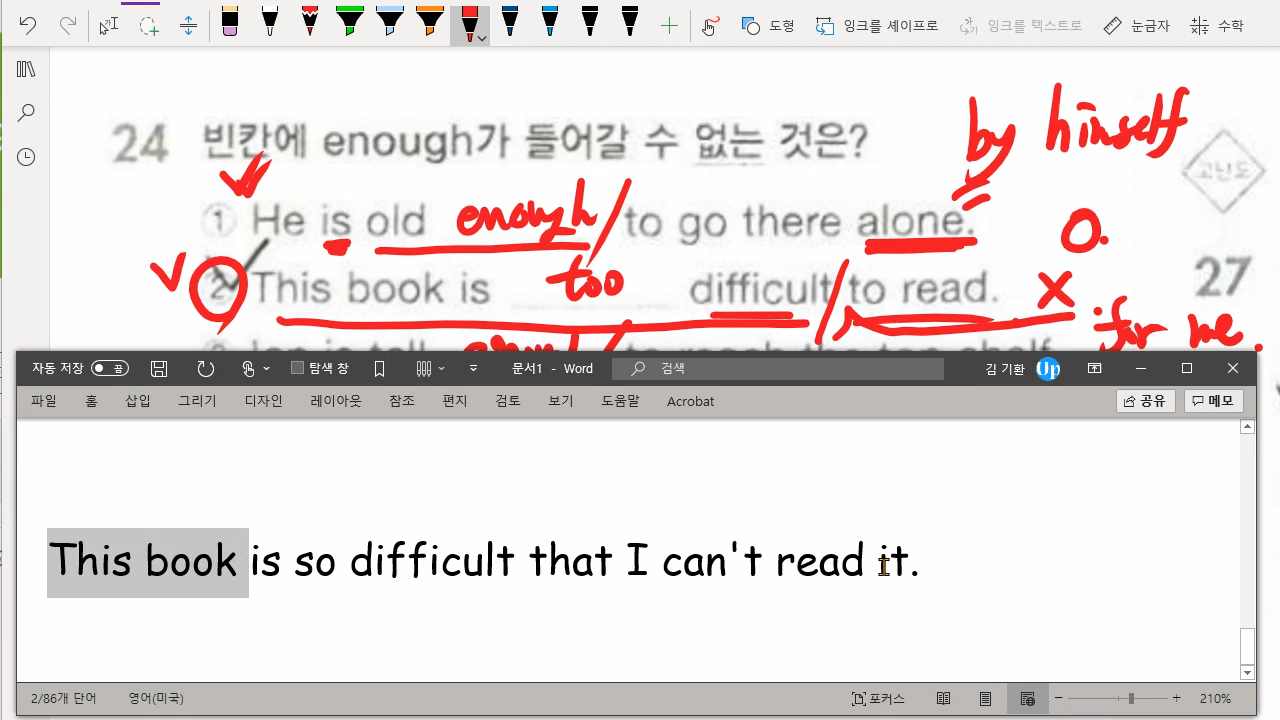 도형 잉크를 셰이프로 잉크를 텍스트로 눈금자 수학
by himself
24 빈칸에 enough가 들어갈 수 없는 것은?
고난도
① He is old enough / to go there alone. O.
② This book is too difficult / to read. X
27
for me.
자동 저장 끔 탐색 창 문서1 - Word 검색 김 기환 Up
파일 홈 삽입 그리기 디자인 레이아웃 참조 편지 검토 보기 도움말 Acrobat 공유 메모
This book is so difficult that I can't read it.
2/86개 단어 영어(미국) 포커스 210%